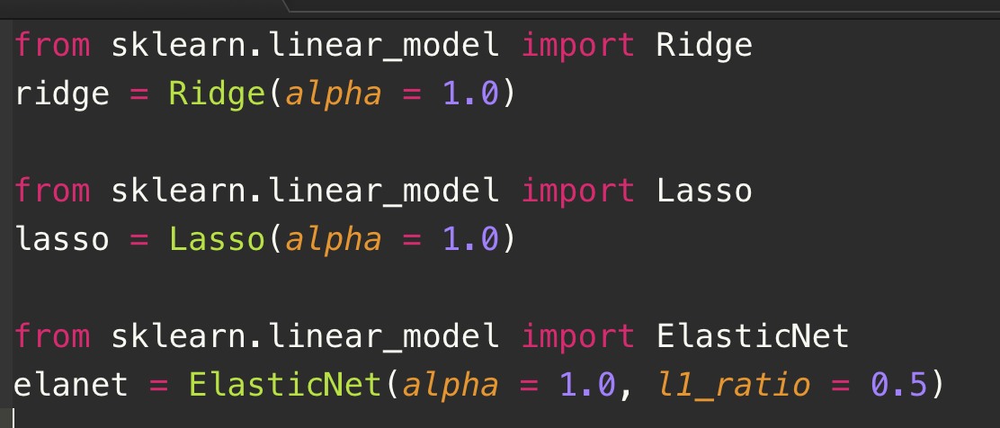 from sklearn.linear_model import Ridge
ridge = Ridge(alpha = 1.0)
from sklearn.linear_model import Lasso
lasso = Lasso(alpha = 1.0)
from sklearn.linear_model import ElasticNet
elanet = ElasticNet(alpha = 1.0, l1_ratio = 0.5)